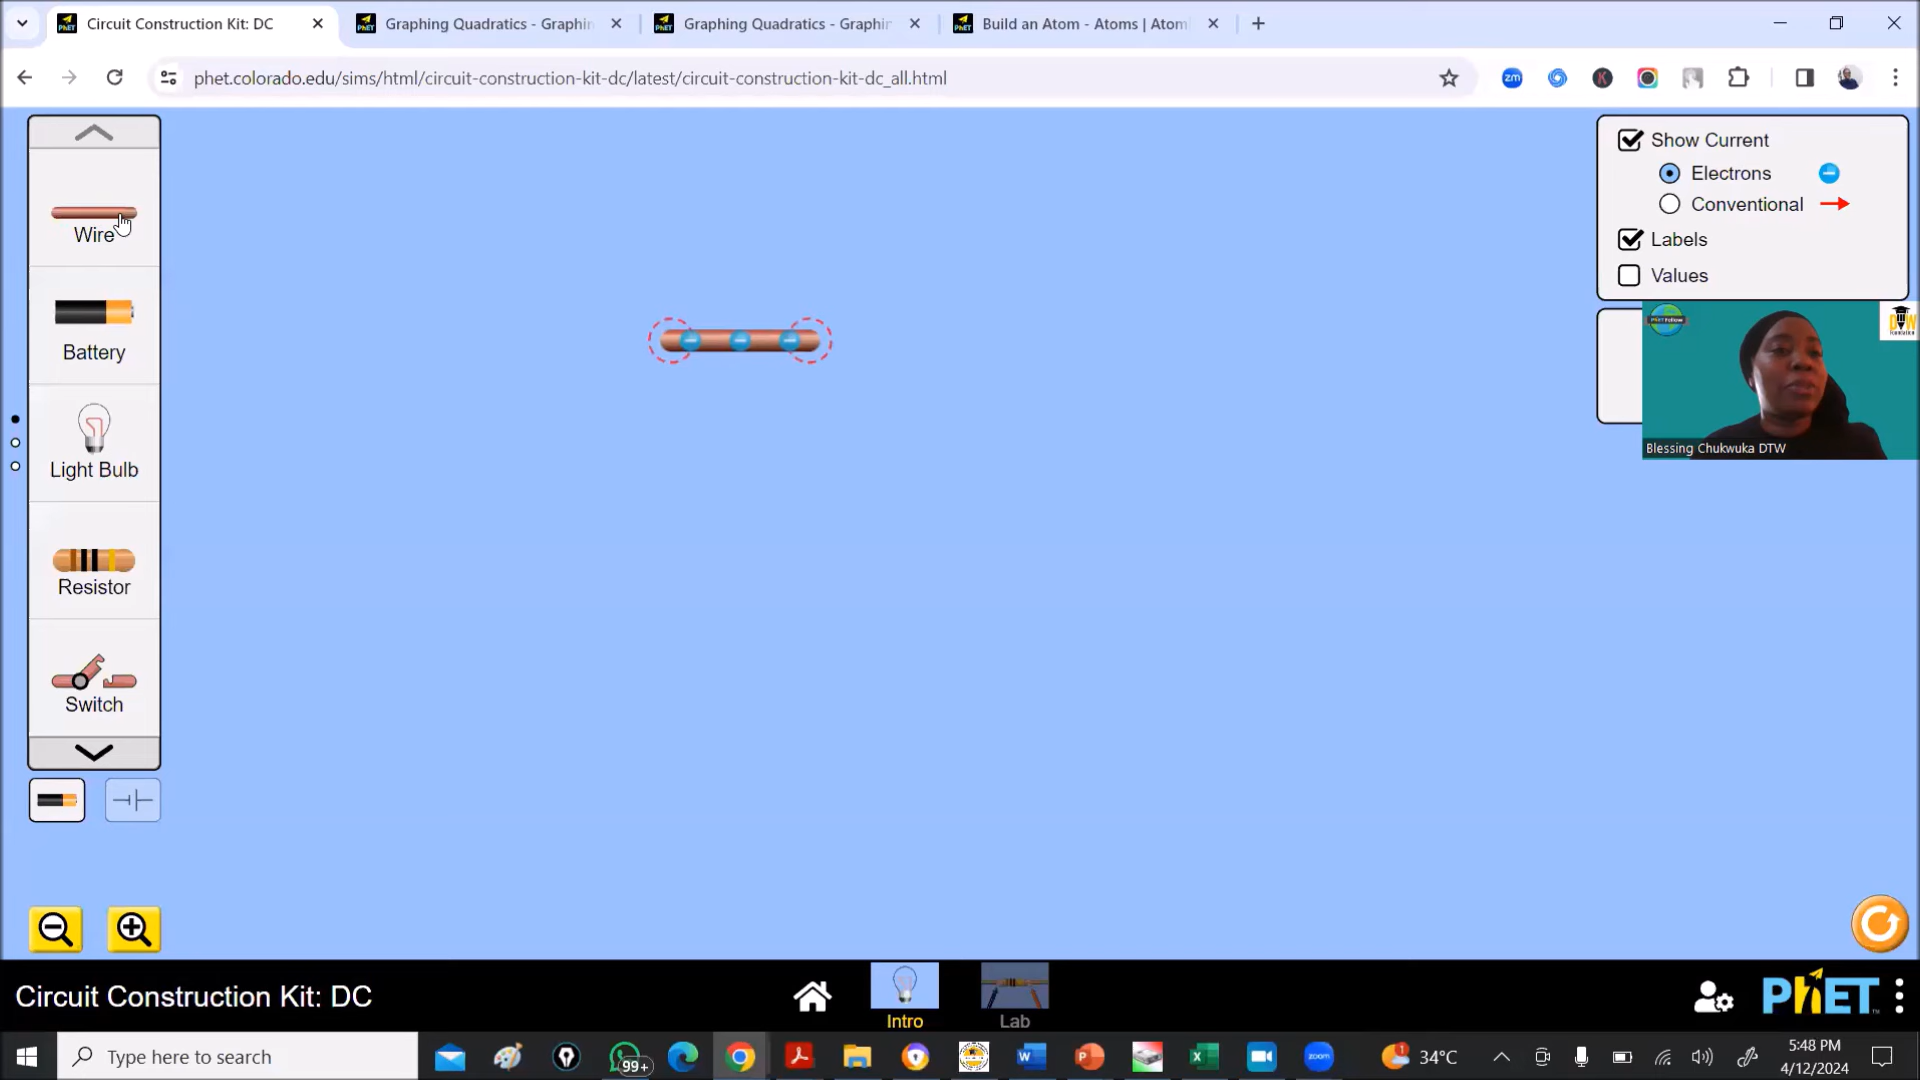 Circuit Construction Kit: DC
Graphing Quadratics - Graphin
Graphing Quadratics - Graphin
Build an Atom - Atoms | Atom
phet.colorado.edu/sims/html/circuit-construction-kit-dc/latest/circuit-construction-kit-dc_all.html
zm
K
Wire
Battery
Light Bulb
Resistor
Switch
Show Current
Electrons
Conventional
Labels
Values
Blessing Chukwuka DTW
Circuit Construction Kit: DC
Intro
Lab
PhET
Type here to search
99+
zoom
34°C
5:48 PM
4/12/2024